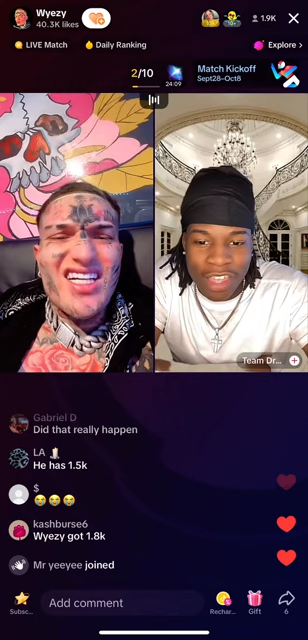 Wyezy
40.3K likes
10+
1.9K
LIVE Match
Daily Ranking
Explore >
2/10
24:09
Match Kickoff
Sept28-Oct8
Team Dr...
Gabriel D
Did that really happen
LA
He has 1.5k
$
kashburse6
Wyezy got 1.8k
Mr yeeyee joined
Subsc...
Add comment
Rechar...
Gift
6